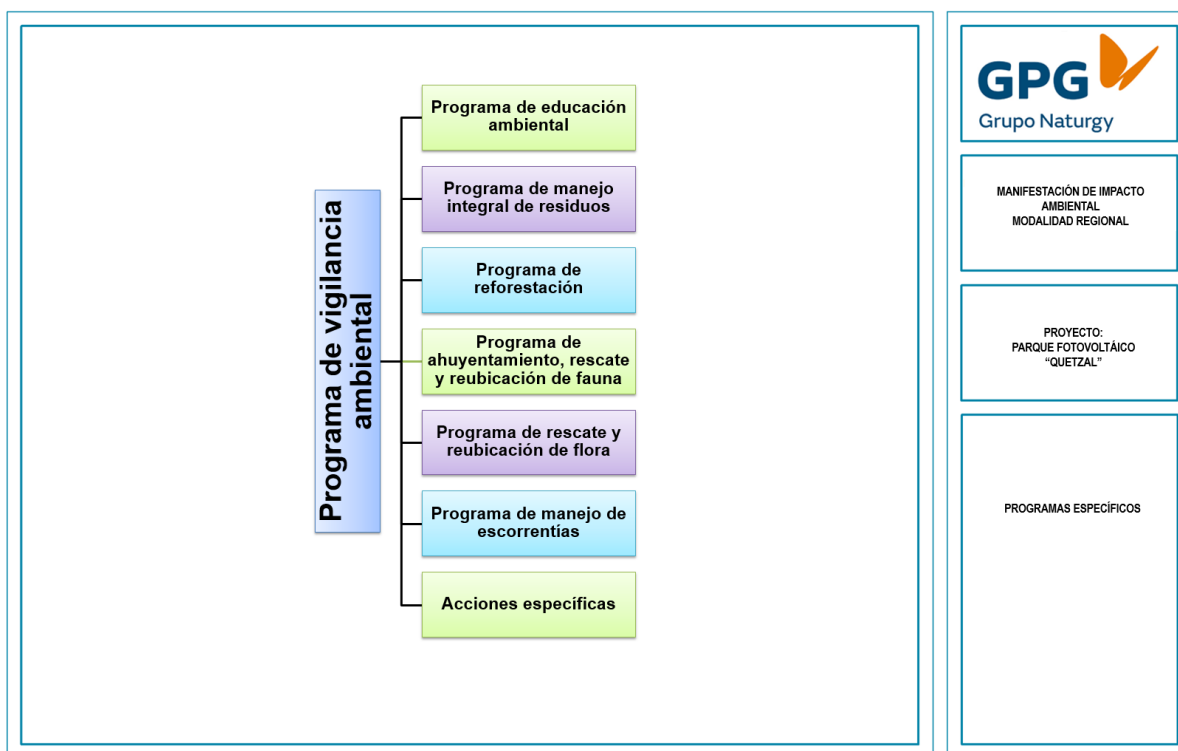 Programa de vigilancia
ambiental
Programa de educación
ambiental
Programa de manejo
integral de residuos
Programa de
reforestación
Programa de
ahuyentamiento, rescate
y reubicación de fauna
Programa de rescate y
reubicación de flora
Programa de manejo de
escorrentías
Acciones específicas
GPG
Grupo Naturgy
MANIFESTACIÓN DE IMPACTO
AMBIENTAL
MODALIDAD REGIONAL
PROYECTO:
PARQUE FOTOVOLTÁICO
“QUETZAL”
PROGRAMAS ESPECÍFICOS